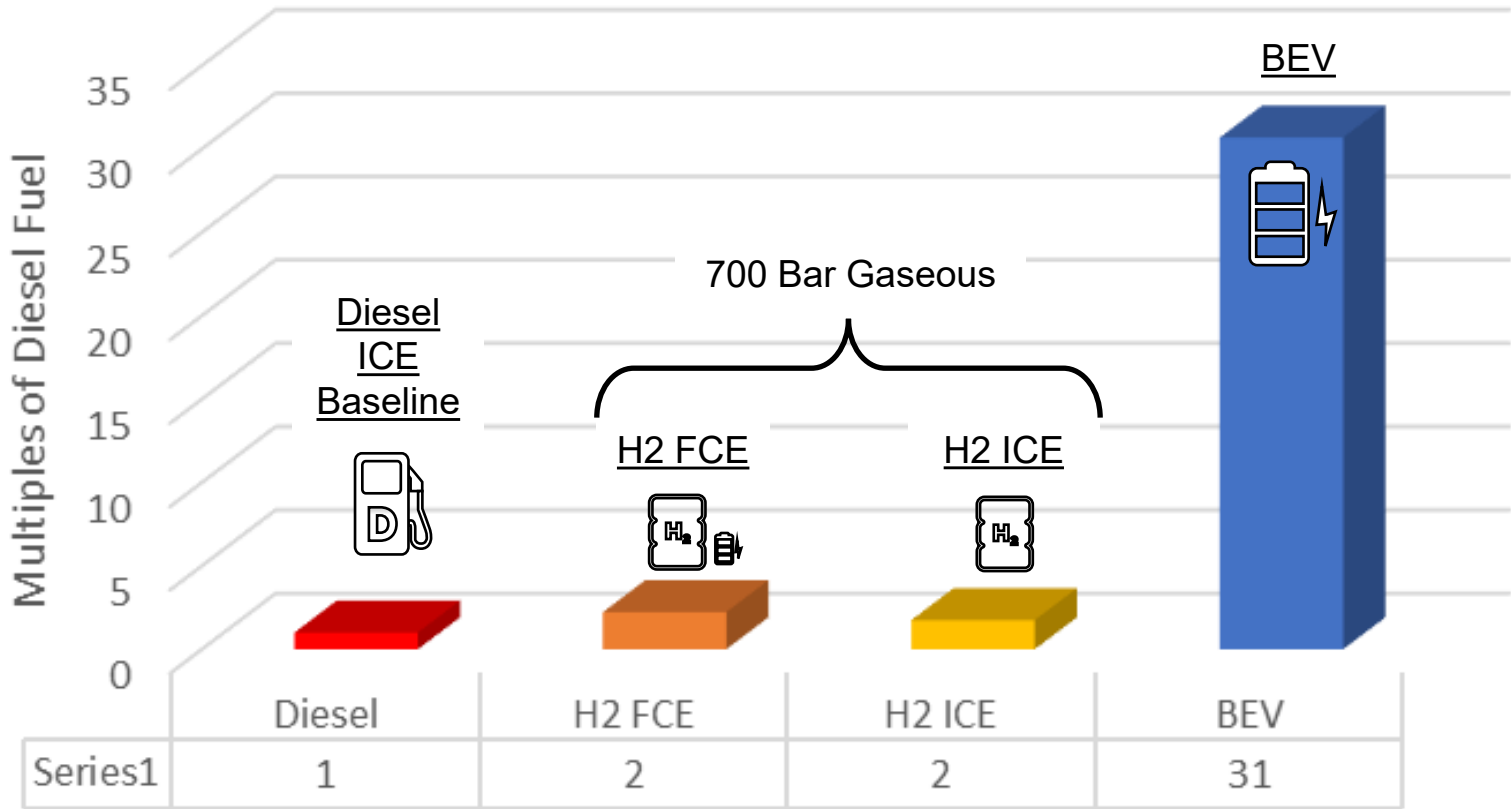 BEV
35
30
25
20
15
10
5
0
Multiples of Diesel Fuel
700 Bar Gaseous
Diesel
ICE
Baseline
H2 FCE
H2 ICE
D
H₂
H₂
Diesel H2 FCE H2 ICE BEV
Series1 1 2 2 31